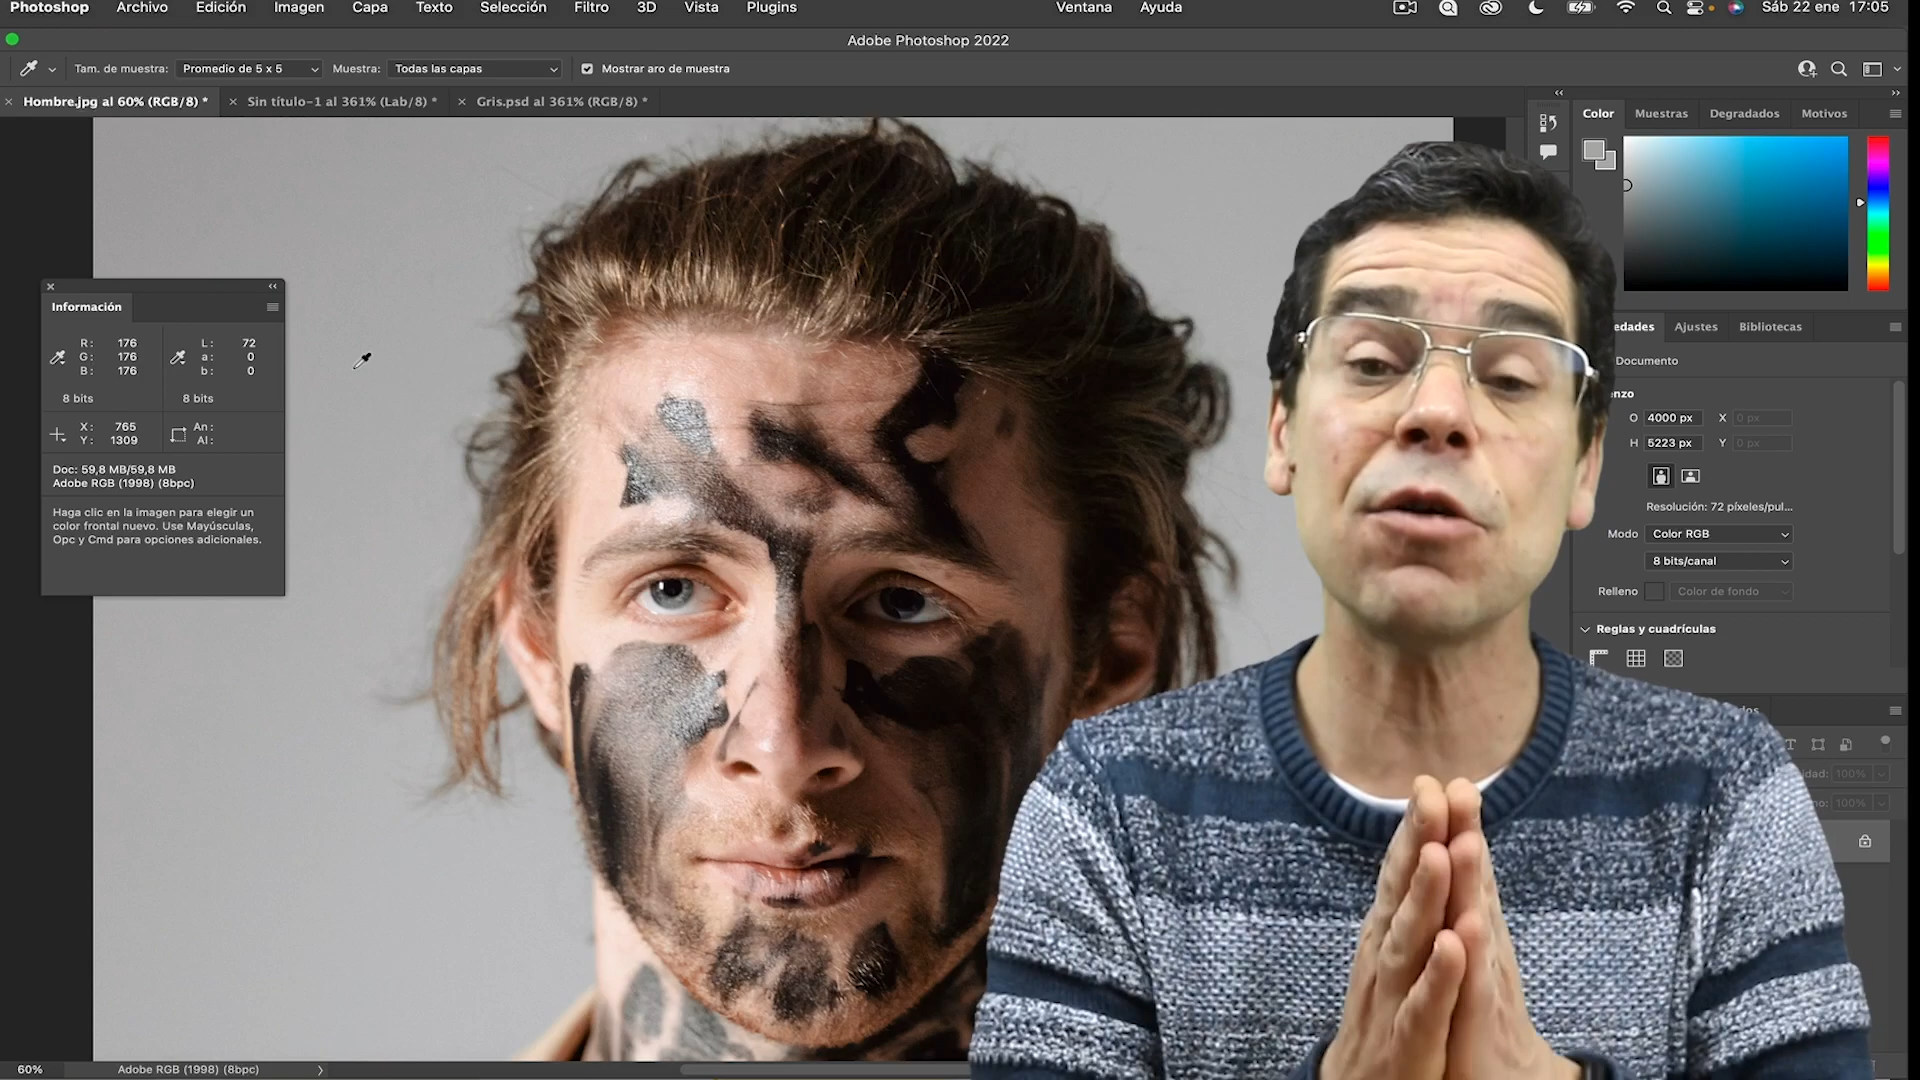 Photoshop Archivo Edición Imagen Capa Texto Selección Filtro 3D Vista Plugins Ventana Ayuda Sáb 22 ene 17:05
Adobe Photoshop 2022
Tam. de muestra: Promedio de 5 x 5 Muestra: Todas las capas Mostrar aro de muestra
Hombre.jpg al 60% (RGB/8) * Sin título-1 al 361% (Lab/8) * Gris.psd al 361% (RGB/8) *
Color Muestras Degradados Motivos
Información
R: 176 L: 72
G: 176 a: 0
B: 176 b: 0
8 bits 8 bits
X: 765 An:
Y: 1309 Al:
Doc: 59,8 MB/59,8 MB
Adobe RGB (1998) (8bpc)
Haga clic en la imagen para elegir un
color frontal nuevo. Use Mayúsculas,
Opc y Cmd para opciones adicionales.
edades Ajustes Bibliotecas
Documento
enzo
O 4000 px X 0 px
H 5223 px Y 0 px
Resolución: 72 píxeles/pul...
Modo Color RGB
8 bits/canal
Relleno Color de fondo
Reglas y cuadrículas
dos
idad: 100%
no: 100%
60% Adobe RGB (1998) (8bpc)